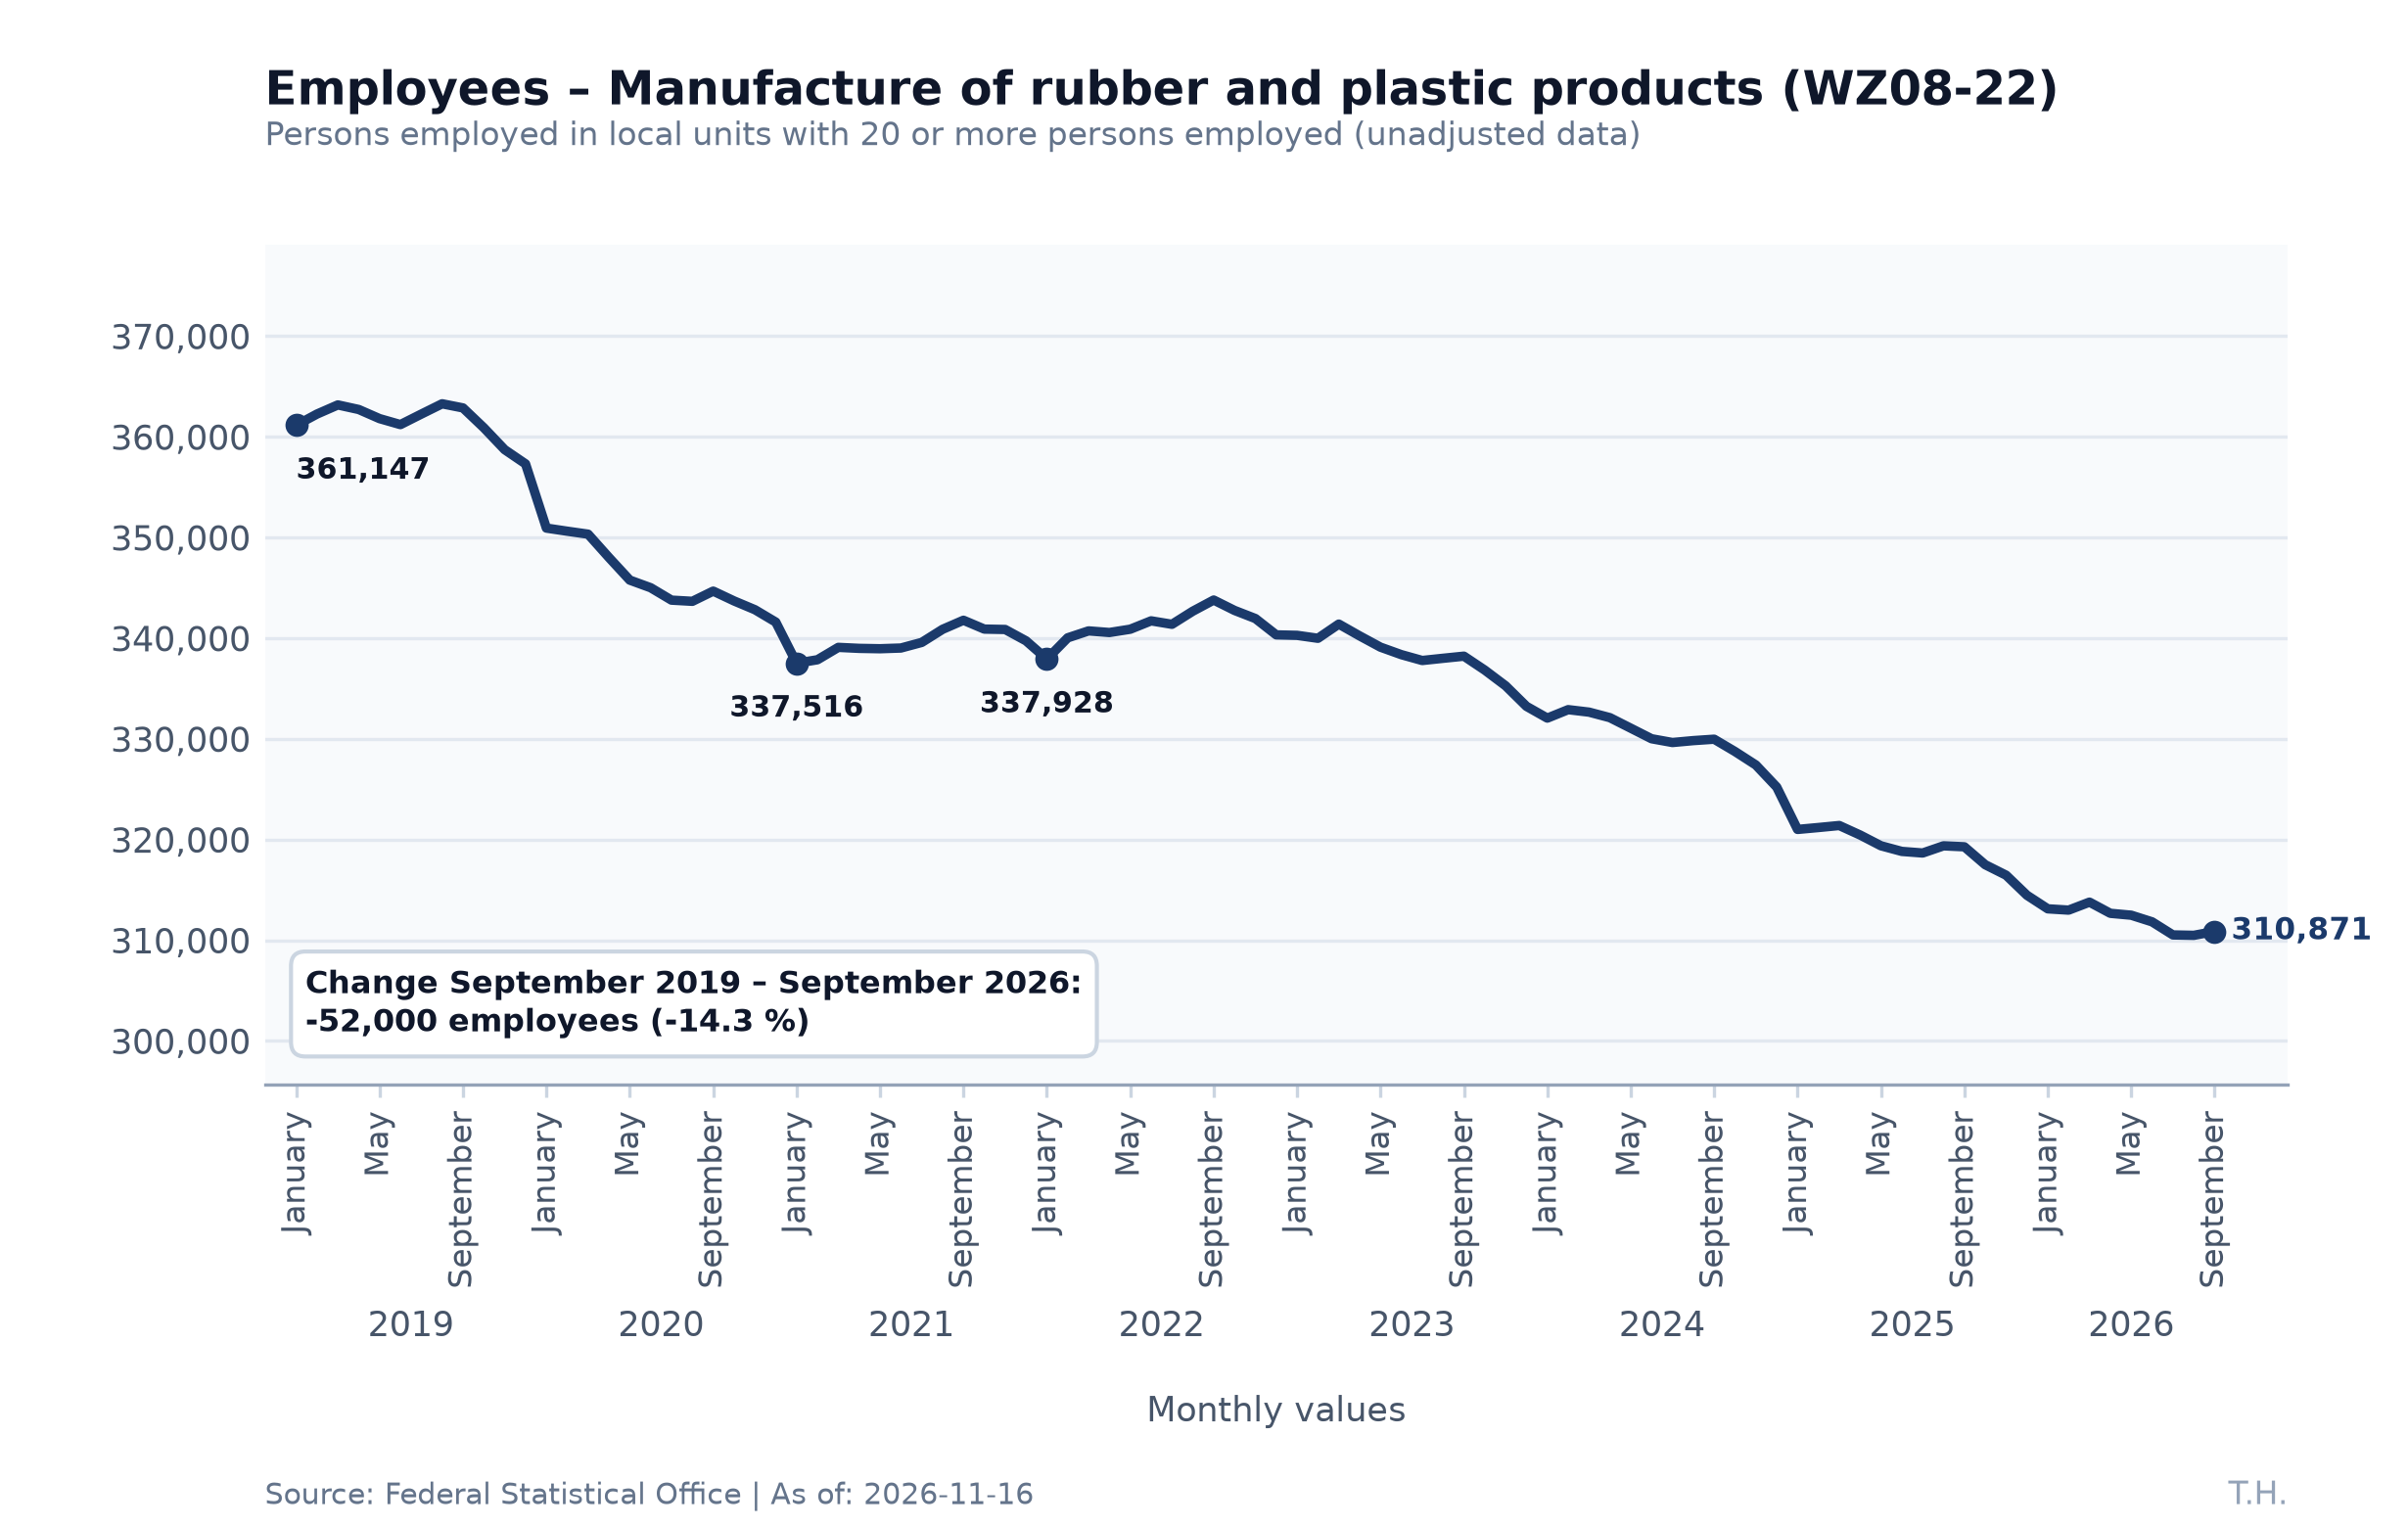 Employees – Manufacture of rubber and plastic products (WZ08-22)
Persons employed in local units with 20 or more persons employed (unadjusted data)
370,000
360,000
361,147
350,000
340,000
337,516
337,928
330,000
320,000
310,000
310,871
Change September 2019 – September 2026:
-52,000 employees (-14.3 %)
300,000
January
May
September
January
May
September
January
May
September
January
May
September
January
May
September
January
May
September
January
May
September
January
May
September
2019
2020
2021
2022
2023
2024
2025
2026
Monthly values
Source: Federal Statistical Office | As of: 2026-11-16
T.H.